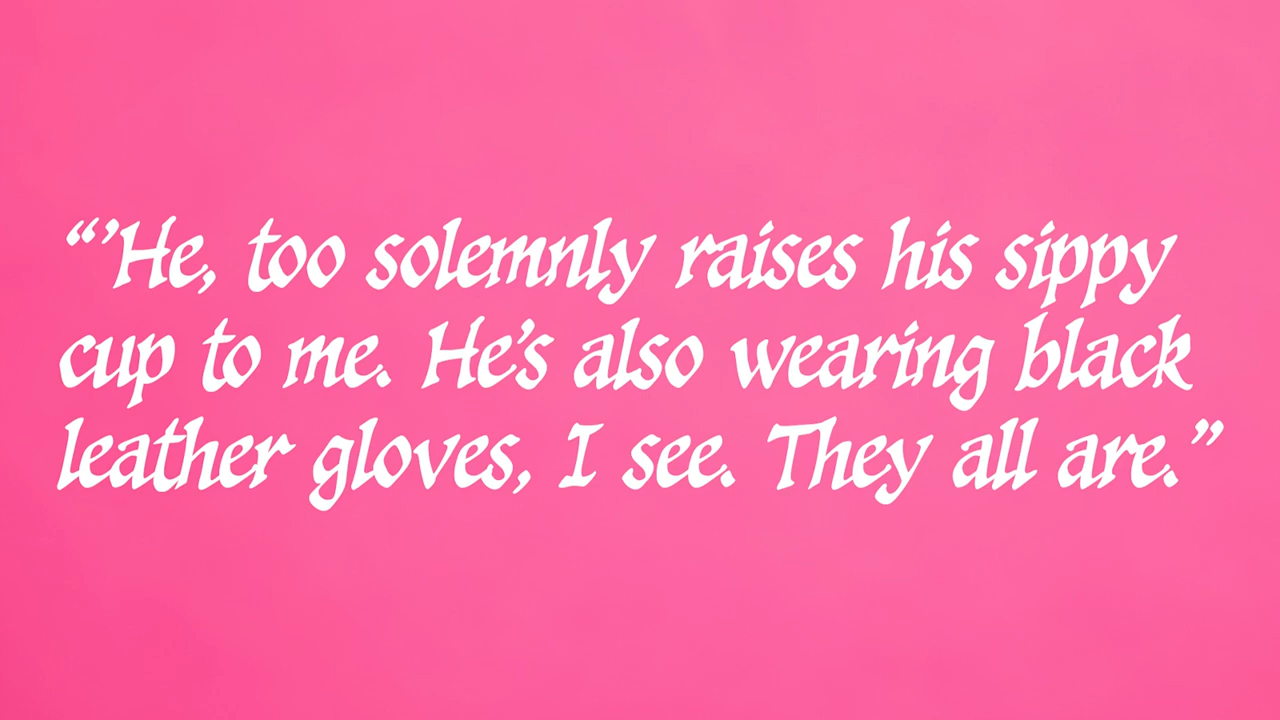 “’He, too solemnly raises his sippy
cup to me. He’s also wearing black
leather gloves, I see. They all are.”